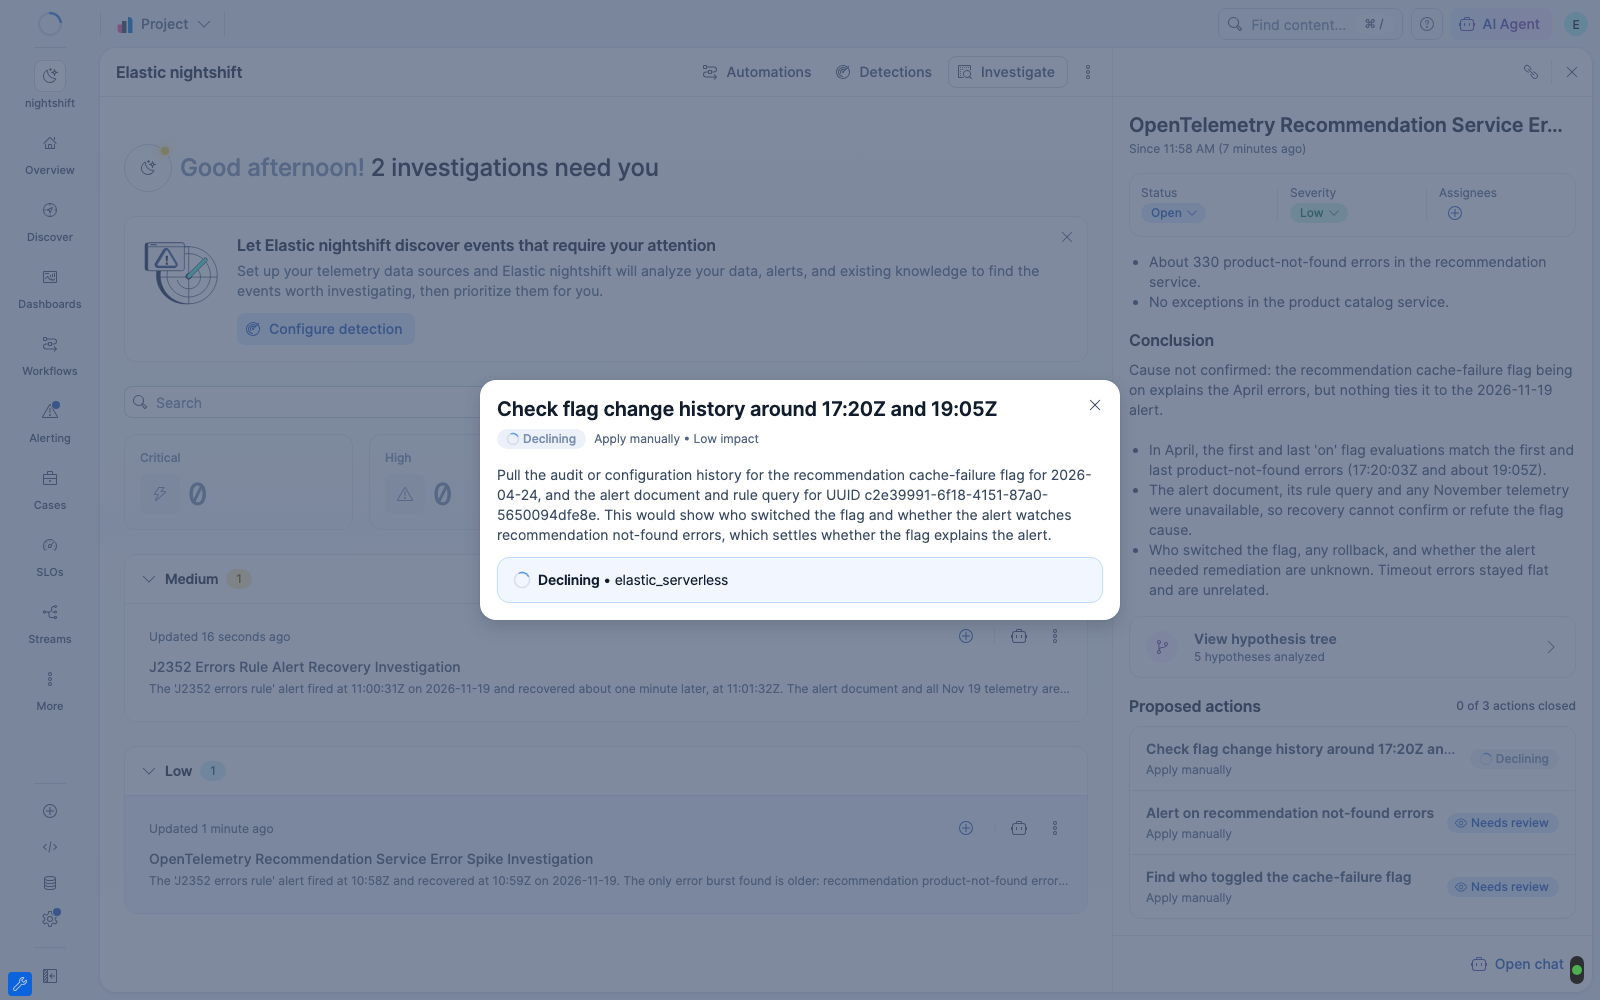 Project
Find content...
⌘ /
AI Agent
E
nightshift
Overview
Discover
Dashboards
Workflows
Alerting
Cases
SLOs
Streams
More
Elastic nightshift
Automations
Detections
Investigate
Good afternoon! 2 investigations need you
Let Elastic nightshift discover events that require your attention
Set up your telemetry data sources and Elastic nightshift will analyze your data, alerts, and existing knowledge to find the
events worth investigating, then prioritize them for you.
Configure detection
Search
Critical
0
High
0
Medium 1
Updated 16 seconds ago
J2352 Errors Rule Alert Recovery Investigation
The 'J2352 errors rule' alert fired at 11:00:31Z on 2026-11-19 and recovered about one minute later, at 11:01:32Z. The alert document and all Nov 19 telemetry are...
Low 1
Updated 1 minute ago
OpenTelemetry Recommendation Service Error Spike Investigation
The 'J2352 errors rule' alert fired at 10:58Z and recovered at 10:59Z on 2026-11-19. The only error burst found is older: recommendation product-not-found error...
Check flag change history around 17:20Z and 19:05Z
Declining Apply manually • Low impact
Pull the audit or configuration history for the recommendation cache-failure flag for 2026-
04-24, and the alert document and rule query for UUID c2e39991-6f18-4151-87a0-
5650094dfe8e. This would show who switched the flag and whether the alert watches
recommendation not-found errors, which settles whether the flag explains the alert.
Declining • elastic_serverless
OpenTelemetry Recommendation Service Er...
Since 11:58 AM (7 minutes ago)
Status
Open
Severity
Low
Assignees
• About 330 product-not-found errors in the recommendation
service.
• No exceptions in the product catalog service.
Conclusion
Cause not confirmed: the recommendation cache-failure flag being
on explains the April errors, but nothing ties it to the 2026-11-19
alert.
• In April, the first and last 'on' flag evaluations match the first and
last product-not-found errors (17:20:03Z and about 19:05Z).
• The alert document, its rule query and any November telemetry
were unavailable, so recovery cannot confirm or refute the flag
cause.
• Who switched the flag, any rollback, and whether the alert
needed remediation are unknown. Timeout errors stayed flat
and are unrelated.
View hypothesis tree
5 hypotheses analyzed
Proposed actions
0 of 3 actions closed
Check flag change history around 17:20Z an...
Apply manually
Declining
Alert on recommendation not-found errors
Apply manually
Needs review
Find who toggled the cache-failure flag
Apply manually
Needs review
Open chat